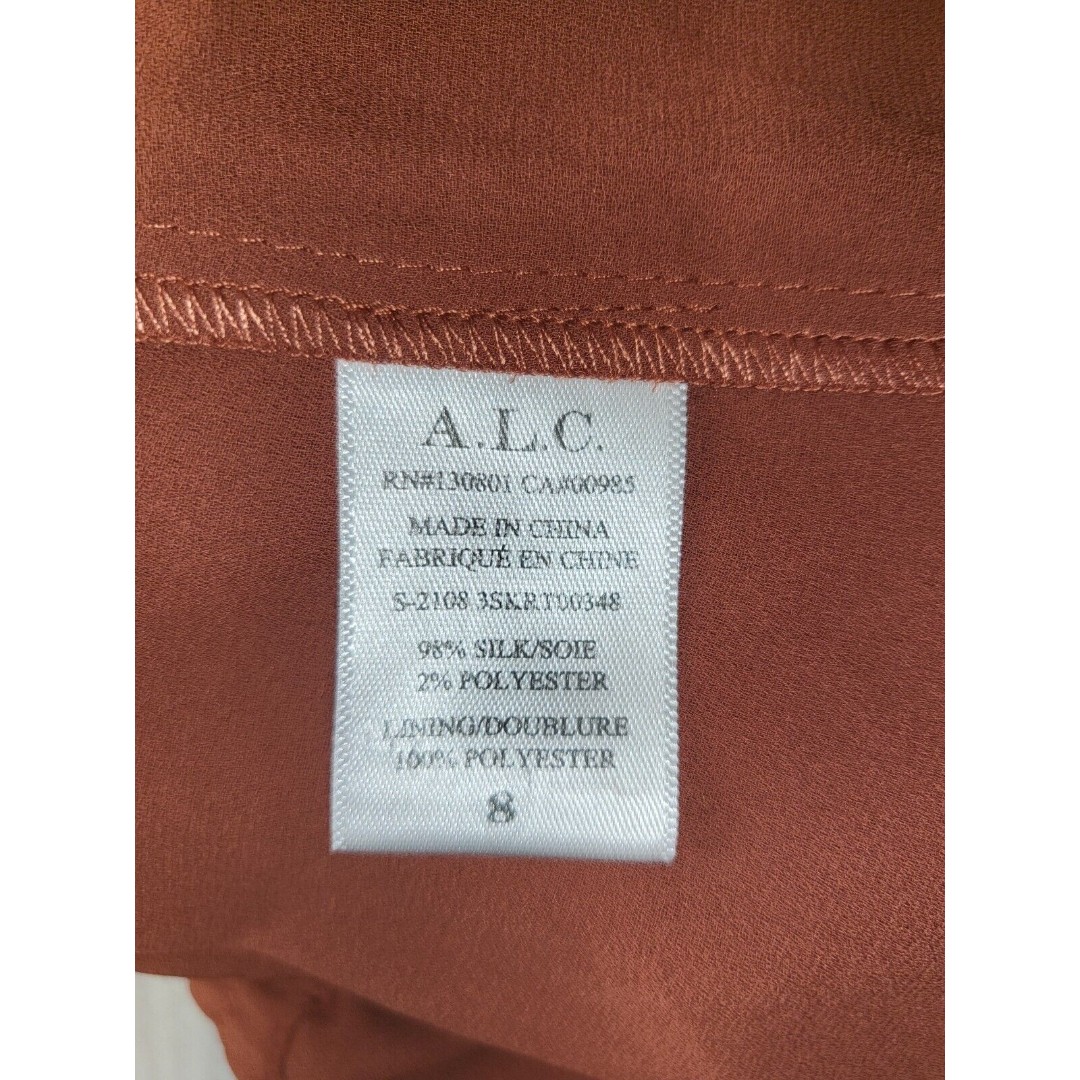 A.L.C.
RN#130801 CA#00985
MADE IN CHINA
FABRIQUÉ EN CHINE
S-2108 3SKRT00348
98% SILK/SOIE
2% POLYESTER
LINING/DOUBLURE
100% POLYESTER
8